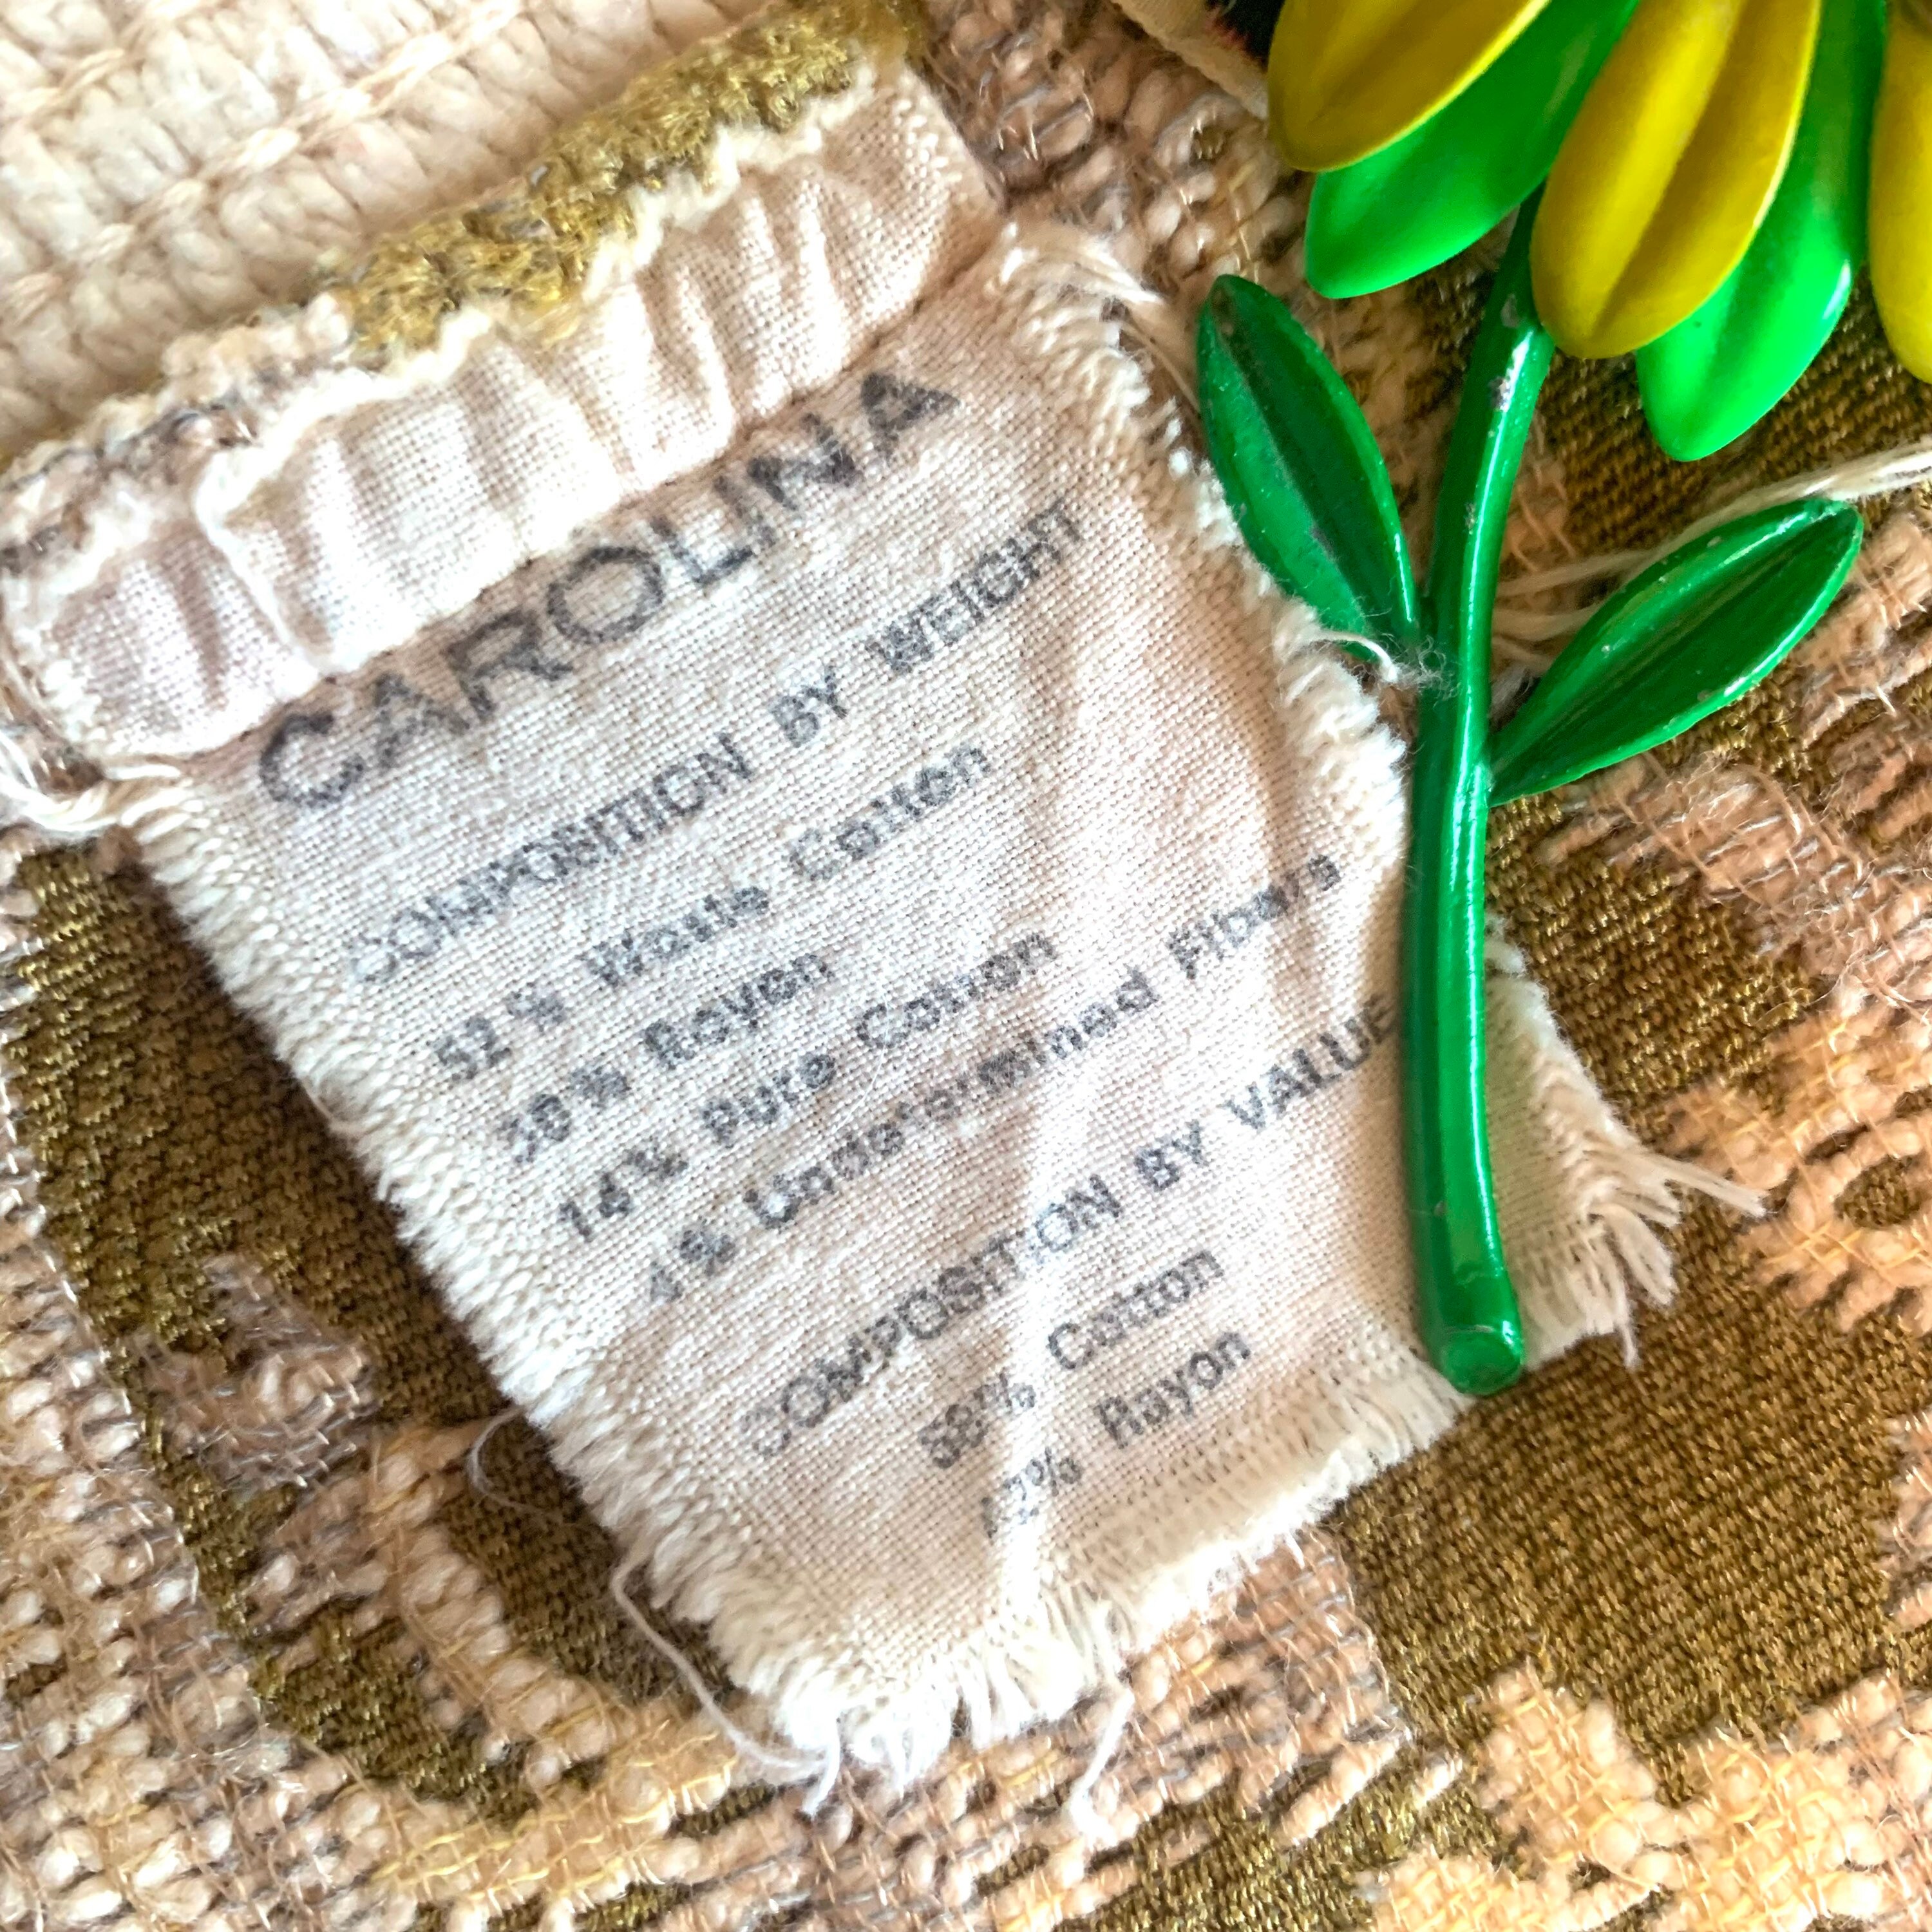 CAROLINA
COMPOSITION BY WEIGHT
52% Waste Cotton
30% Rayon
14% Pure Cotton
4% Undetermined Fibers
COMPOSITION BY VALUE
58% Cotton
42% Rayon